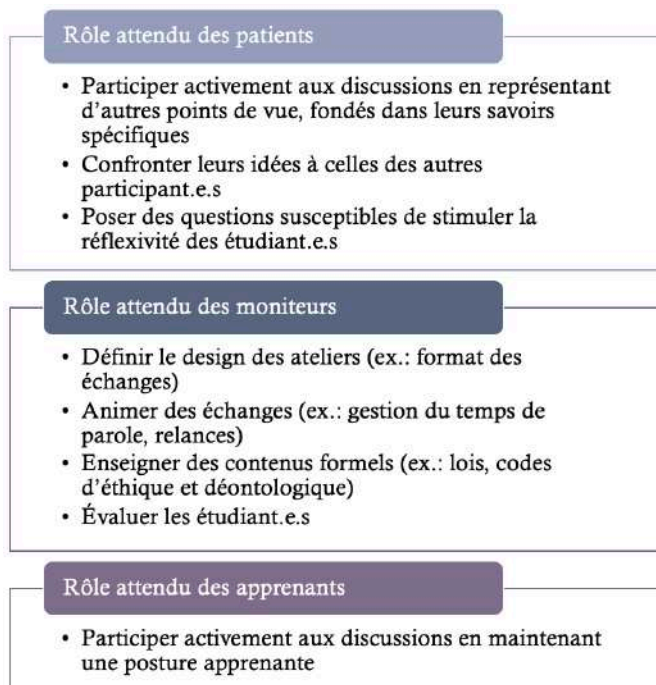 Rôle attendu des patients
• Participer activement aux discussions en représentant
d'autres points de vue, fondés dans leurs savoirs
spécifiques
• Confronter leurs idées à celles des autres
participant.e.s
• Poser des questions susceptibles de stimuler la
réflexivité des étudiant.e.s
Rôle attendu des moniteurs
• Définir le design des ateliers (ex.: format des
échanges)
• Animer des échanges (ex.: gestion du temps de
parole, relances)
• Enseigner des contenus formels (ex.: lois, codes
d'éthique et déontologique)
• Évaluer les étudiant.e.s
Rôle attendu des apprenants
• Participer activement aux discussions en maintenant
une posture apprenante